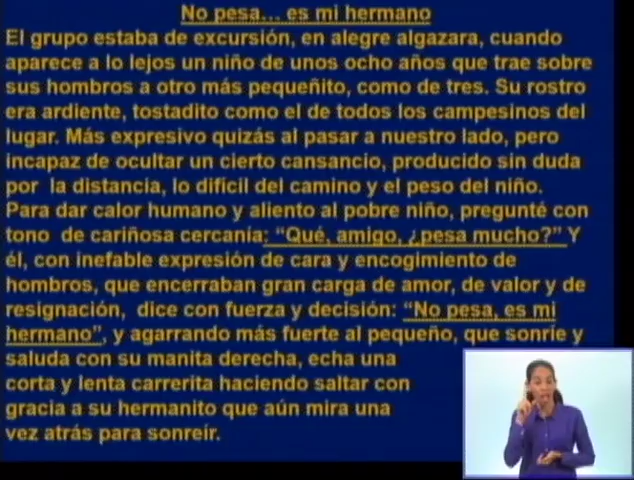 No pesa... es mi hermano
El grupo estaba de excursión, en alegre algazara, cuando
aparece a lo lejos un niño de unos ocho años que trae sobre
sus hombros a otro más pequeñito, como de tres. Su rostro
era ardiente, tostadito como el de todos los campesinos del
lugar. Más expresivo quizás al pasar a nuestro lado, pero
incapaz de ocultar un cierto cansancio, producido sin duda
por la distancia, lo difícil del camino y el peso del niño.
Para dar calor humano y aliento al pobre niño, pregunté con
tono de cariñosa cercanía: “Qué, amigo, ¿pesa mucho?” Y
él, con inefable expresión de cara y encogimiento de
hombros, que encerraban gran carga de amor, de valor y de
resignación, dice con fuerza y decisión: “No pesa, es mi
hermano”, y agarrando más fuerte al pequeño, que sonríe y
saluda con su manita derecha, echa una
corta y lenta carrerita haciendo saltar con
gracia a su hermanito que aún mira una
vez atrás para sonreír.